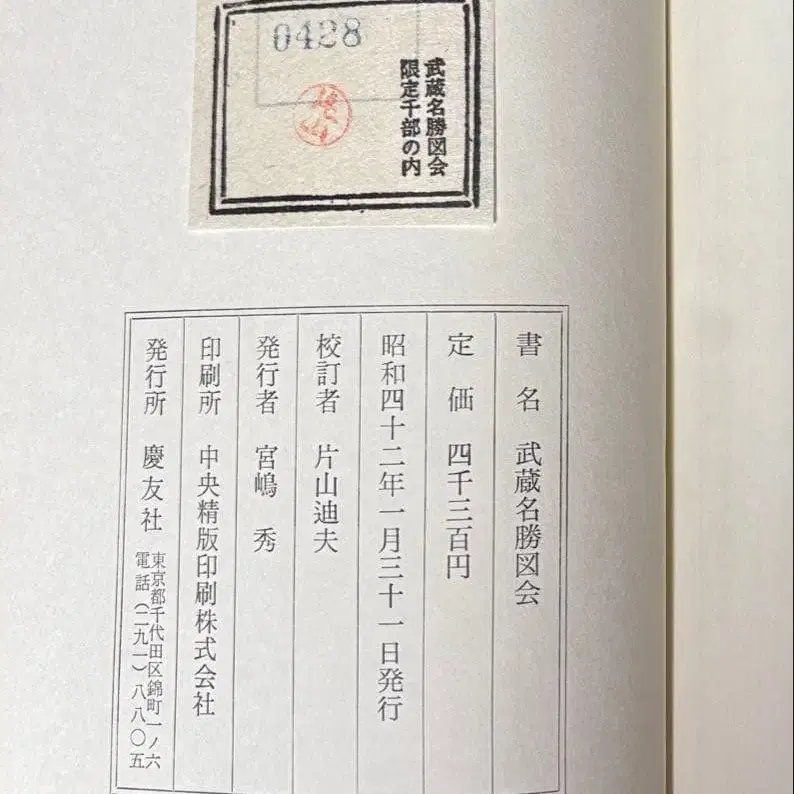 0428
武蔵名勝図会
限定千部の内
書名 武蔵名勝図会
定価 四千三百円
昭和四十二年一月三十一日発行
校訂者 片山迪夫
発行者 宮嶋秀
印刷所 中央精版印刷株式会社
発行所 慶友社
東京都千代田区錦町一ノ六
電話(二九一)八八〇五